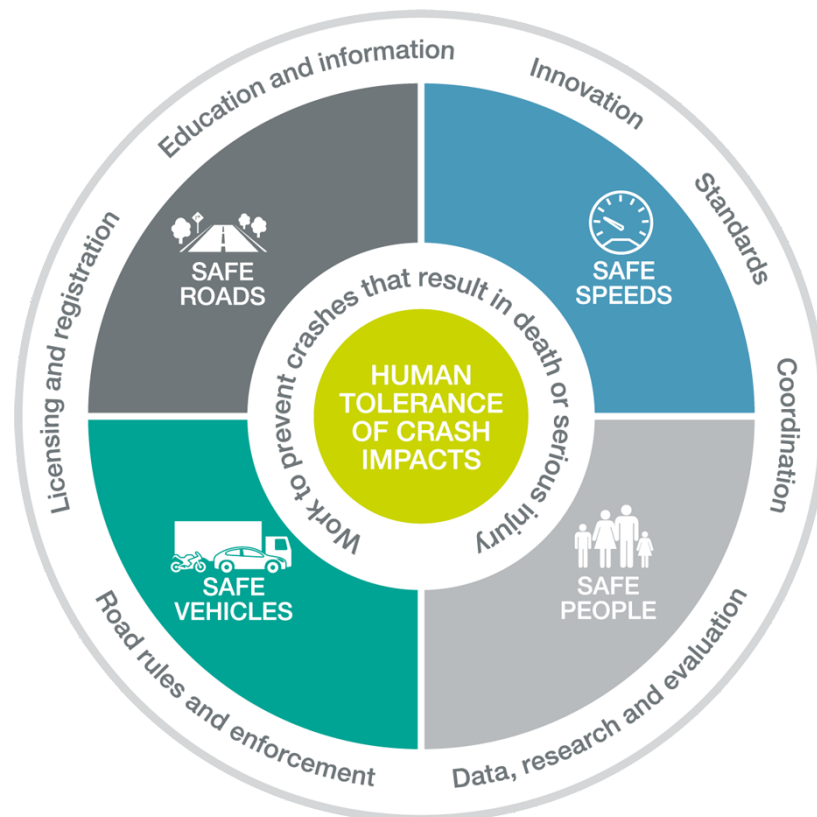 Education and information
Innovation
Standards
Coordination
Data, research and evaluation
Road rules and enforcement
Licensing and registration
SAFE
ROADS
SAFE
SPEEDS
SAFE
VEHICLES
SAFE
PEOPLE
Work to prevent crashes that result in death or serious injury
HUMAN
TOLERANCE
OF CRASH
IMPACTS